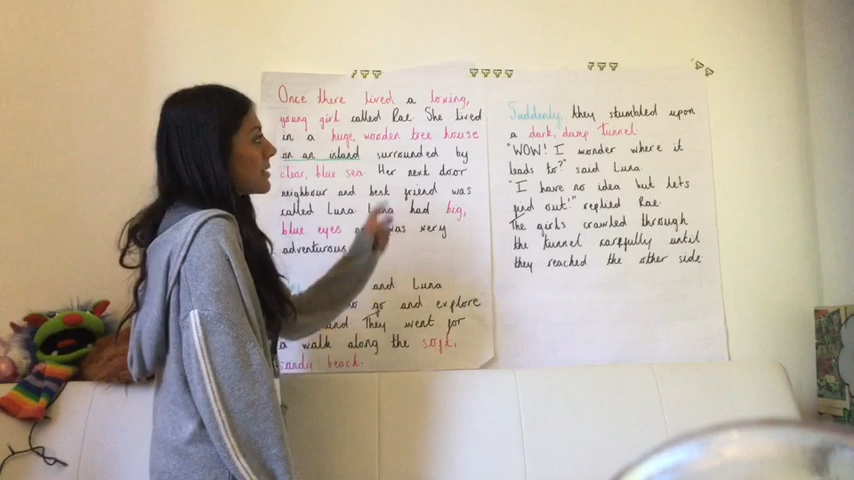 Once there lived a loving,
young girl called Rae. She lived
in a huge, wooden tree house
on an island surrounded by
clear, blue sea. Her next door
neighbour and best friend was
called Luna. Luna had big,
blue eyes was very
adventurous
and Luna
go and explore
They went for
a walk along the soft,
sandy beach.
Suddenly, they stumbled upon
a dark, damp tunnel
"WOW! I wonder where it
leads to?" said Luna.
"I have no idea but lets
find out!" replied Rae.
The girls crawled through
the tunnel carefully until
they reached the other side.